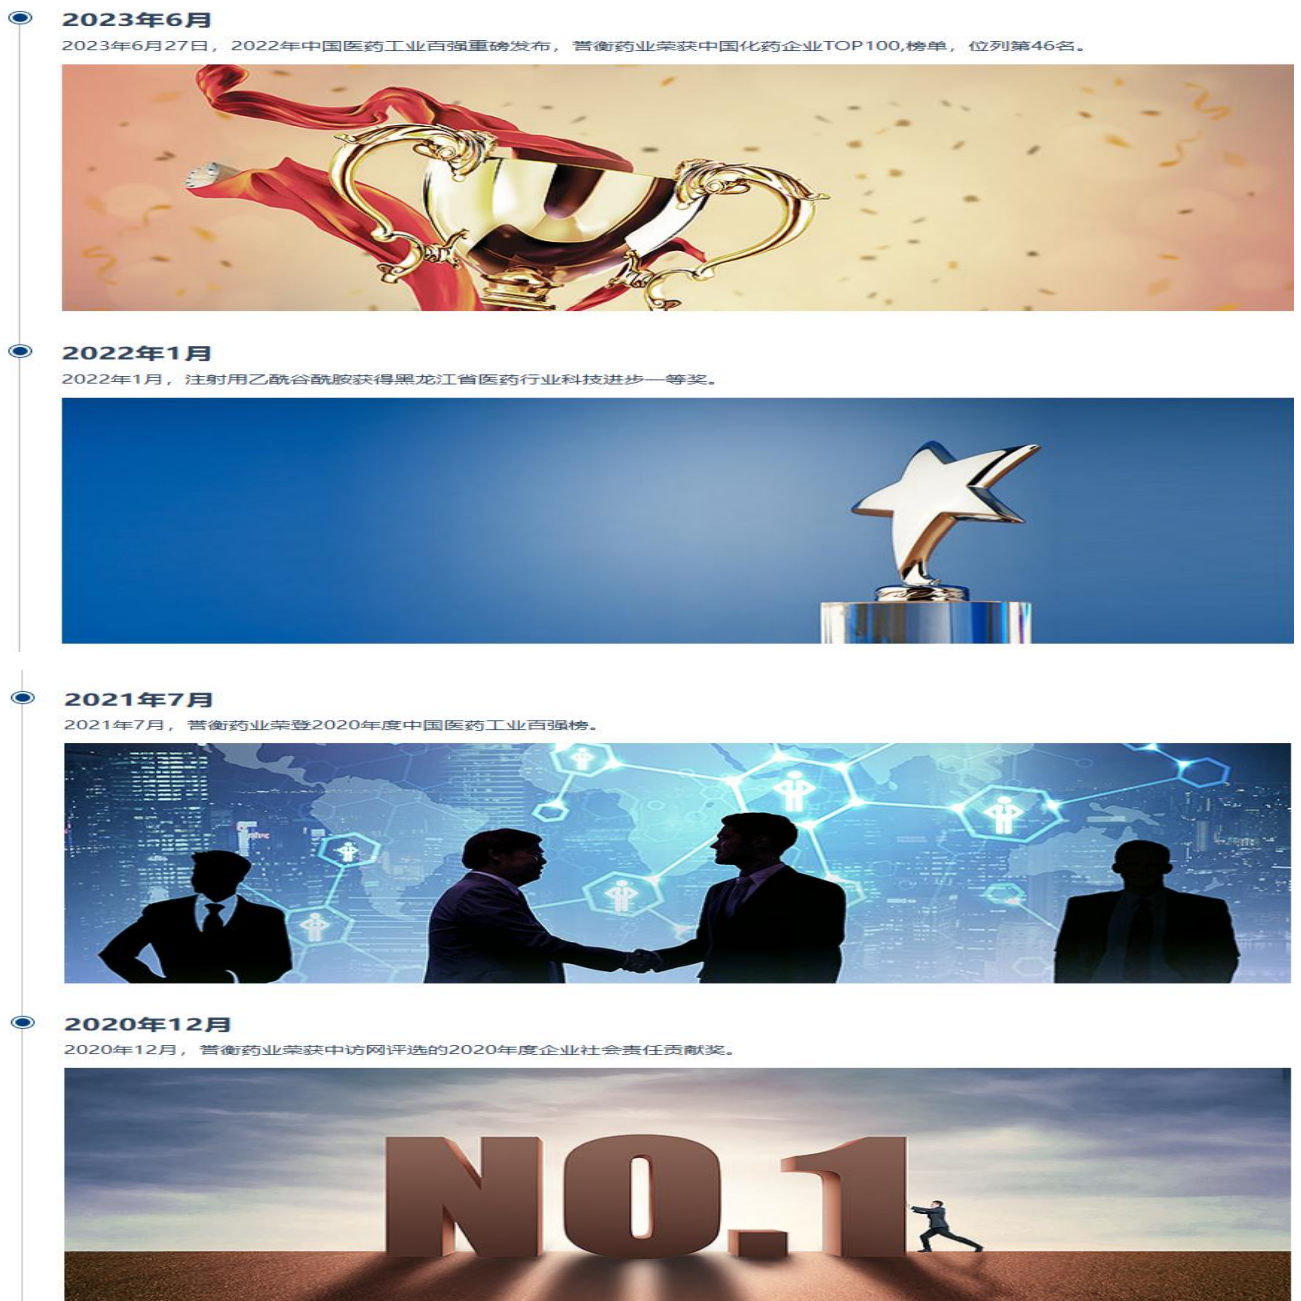 2023年6月
2023年6月27日，2022年中国医药工业百强重磅发布，誉衡药业荣获中国化药企业TOP100,榜单，位列第46名。
2022年1月
2022年1月，注射用乙酰谷酰胺获得黑龙江省医药行业科技进步一等奖。
2021年7月
2021年7月，誉衡药业荣登2020年度中国医药工业百强榜。
2020年12月
2020年12月，誉衡药业荣获中访网评选的2020年度企业社会责任贡献奖。
NO.1